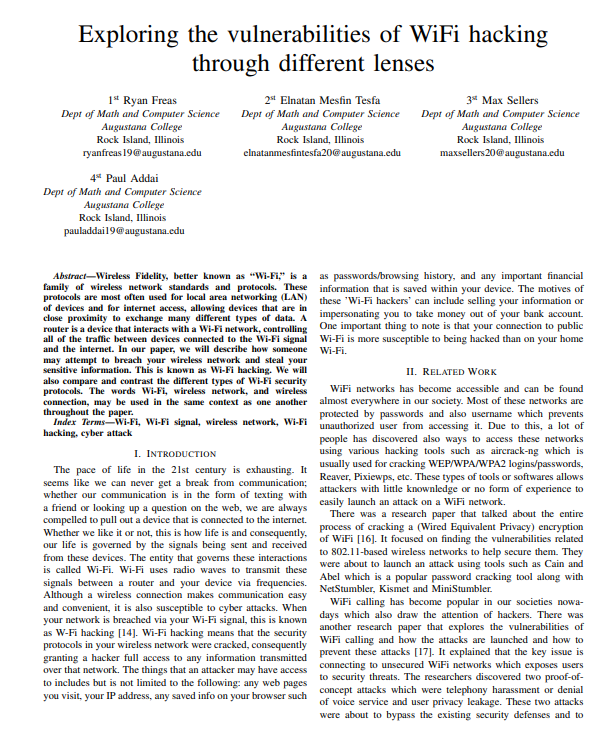 Exploring the vulnerabilities of WiFi hacking
through different lenses
1st Ryan Freas
Dept of Math and Computer Science
Augustana College
Rock Island, Illinois
ryanfreas19@augustana.edu
2st Elnatan Mesfin Tesfa
Dept of Math and Computer Science
Augustana College
Rock Island, Illinois
elnatanmesfintesfa20@augustana.edu
3st Max Sellers
Dept of Math and Computer Science
Augustana College
Rock Island, Illinois
maxsellers20@augustana.edu
4st Paul Addai
Dept of Math and Computer Science
Augustana College
Rock Island, Illinois
pauladdai19@augustana.edu
Abstract—Wireless Fidelity, better known as “Wi-Fi,” is a
family of wireless network standards and protocols. These
protocols are most often used for local area networking (LAN)
of devices and for internet access, allowing devices that are
in close proximity to exchange many different types of data. A
router is a device that interacts with a Wi-Fi network, controlling
all of the traffic between devices connected to the Wi-Fi signal
and the internet. In our paper, we will describe how someone
may attempt to breach your wireless network and steal your
sensitive information. This is known as Wi-Fi hacking. We will
also compare and contrast the different types of Wi-Fi security
protocols. The words Wi-Fi, wireless network, and wireless
connection, may be used in the same context as one another
throughout the paper.
Index Terms—Wi-Fi, Wi-Fi signal, wireless network, Wi-Fi
hacking, cyber attack
I. Introduction
The pace of life in the 21st century is exhausting. It
seems like we can never get a break from communication;
whether our communication is in the form of texting with
a friend or looking up a question on the web, we are always
compelled to pull out a device that is connected to the internet.
Whether we like it or not, this is how life is and consequently,
our life is governed by the signals being sent and received
from these devices. The entity that governs these interactions
is called Wi-Fi. Wi-Fi uses radio waves to transmit these
signals between a router and your device via frequencies.
Although a wireless connection makes communication easy
and convenient, it is also susceptible to cyber attacks. When
your network is breached via your Wi-Fi signal, this is known
as W-Fi hacking [14]. Wi-Fi hacking means that the security
protocols in your wireless network were cracked, consequently
granting a hacker full access to any information transmitted
over that network. The things that an attacker may have access
to includes but is not limited to the following: any web pages
you visit, your IP address, any saved info on your browser such
as passwords/browsing history, and any important financial
information that is saved within your device. The motives of
these 'Wi-Fi hackers' can include selling your information or
impersonating you to take money out of your bank account.
One important thing to note is that your connection to public
Wi-Fi is more susceptible to being hacked than on your home
Wi-Fi.
II. Related Work
WiFi networks has become accessible and can be found
almost everywhere in our society. Most of these networks are
protected by passwords and also username which prevents
unauthorized user from accessing it. Due to this, a lot of
people has discovered also ways to access these networks
using various hacking tools such as aircrack-ng which is
usually used for cracking WEP/WPA/WPA2 logins/passwords,
Reaver, Pixiewps, etc. These types of tools or softwares allows
attackers with little knowledge or no form of experience to
easily launch an attack on a WiFi network.
There was a research paper that talked about the entire
process of cracking a (Wired Equivalent Privacy) encryption
of WiFi [16]. It focused on finding the vulnerabilities related
to 802.11-based wireless networks to help secure them. They
were about to launch an attack using tools such as Cain and
Abel which is a popular password cracking tool along with
NetStumbler, Kismet and MiniStumbler.
WiFi calling has become popular in our societies nowa-
days which also draw the attention of hackers. There was
another research paper that explores the vulnerabilities of
WiFi calling and how the attacks are launched and how to
prevent these attacks [17]. It explained that the key issue is
connecting to unsecured WiFi networks which exposes users
to security threats. The researchers discovered two proof-of-
concept attacks which were telephony harassment or denial
of voice service and user privacy leakage. These two attacks
were about to bypass the existing security defenses and to